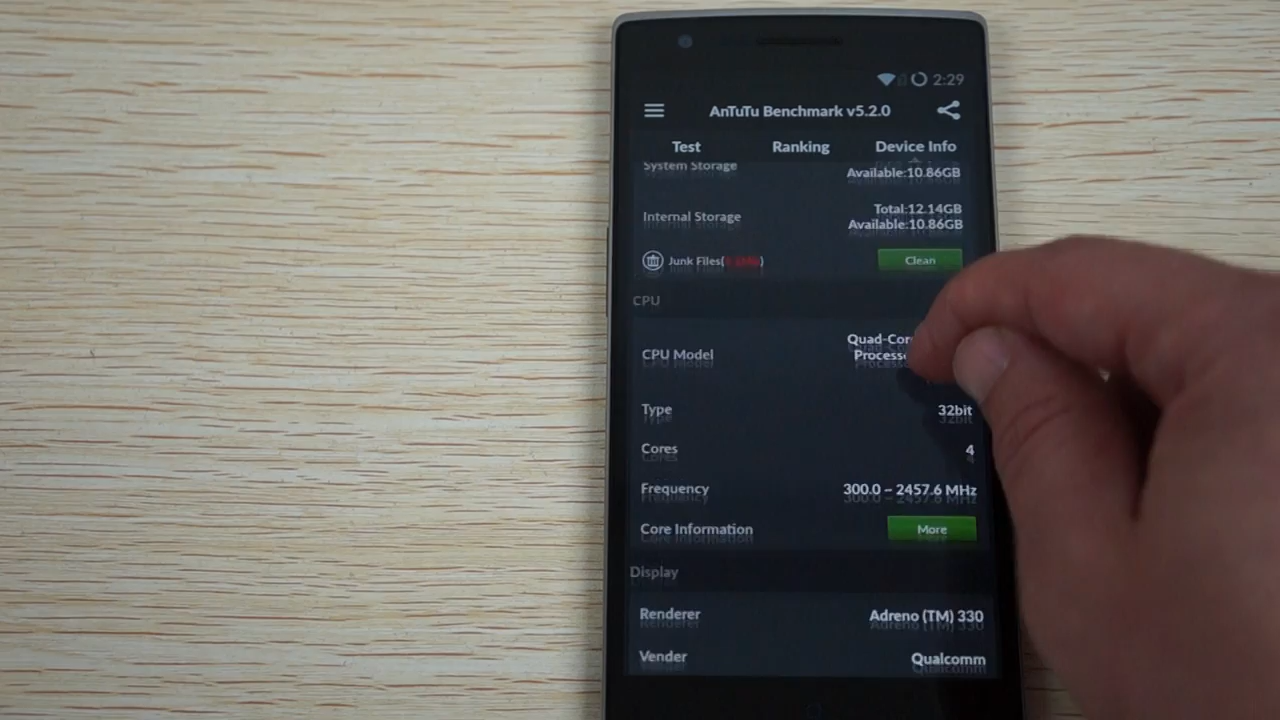 2:29
AnTuTu Benchmark v5.2.0
Test Ranking Device Info
System Storage
Available:10.86GB
Internal Storage
Total:12.14GB
Available:10.86GB
Junk Files( )
Clean
CPU
CPU Model
Quad-Cor
Process
Type 32bit
Cores 4
Frequency 300.0 ~ 2457.6 MHz
Core Information More
Display
Renderer Adreno (TM) 330
Vender Qualcomm